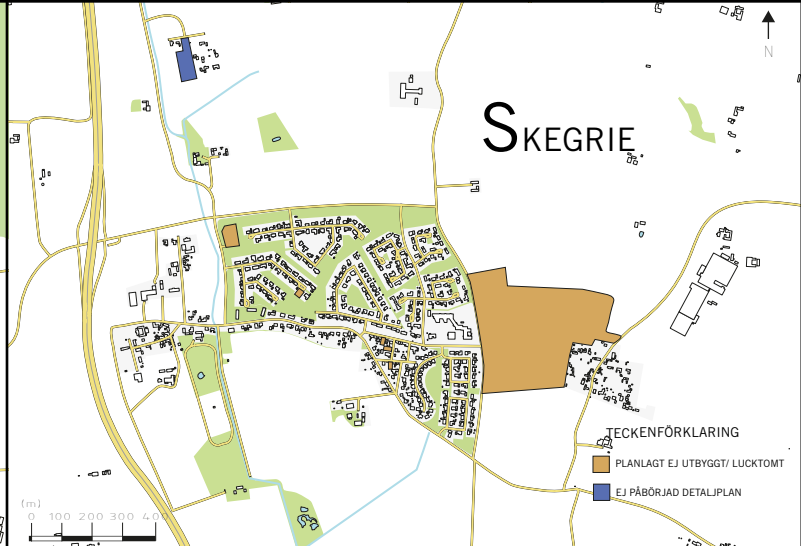 N
SKEGRIE
TECKENFÖRKLARING
PLANLAGT EJ UTBYGGT/ LUCKTOMT
EJ PÅBÖRJAD DETALJPLAN
(m)
0 100 200 300 400